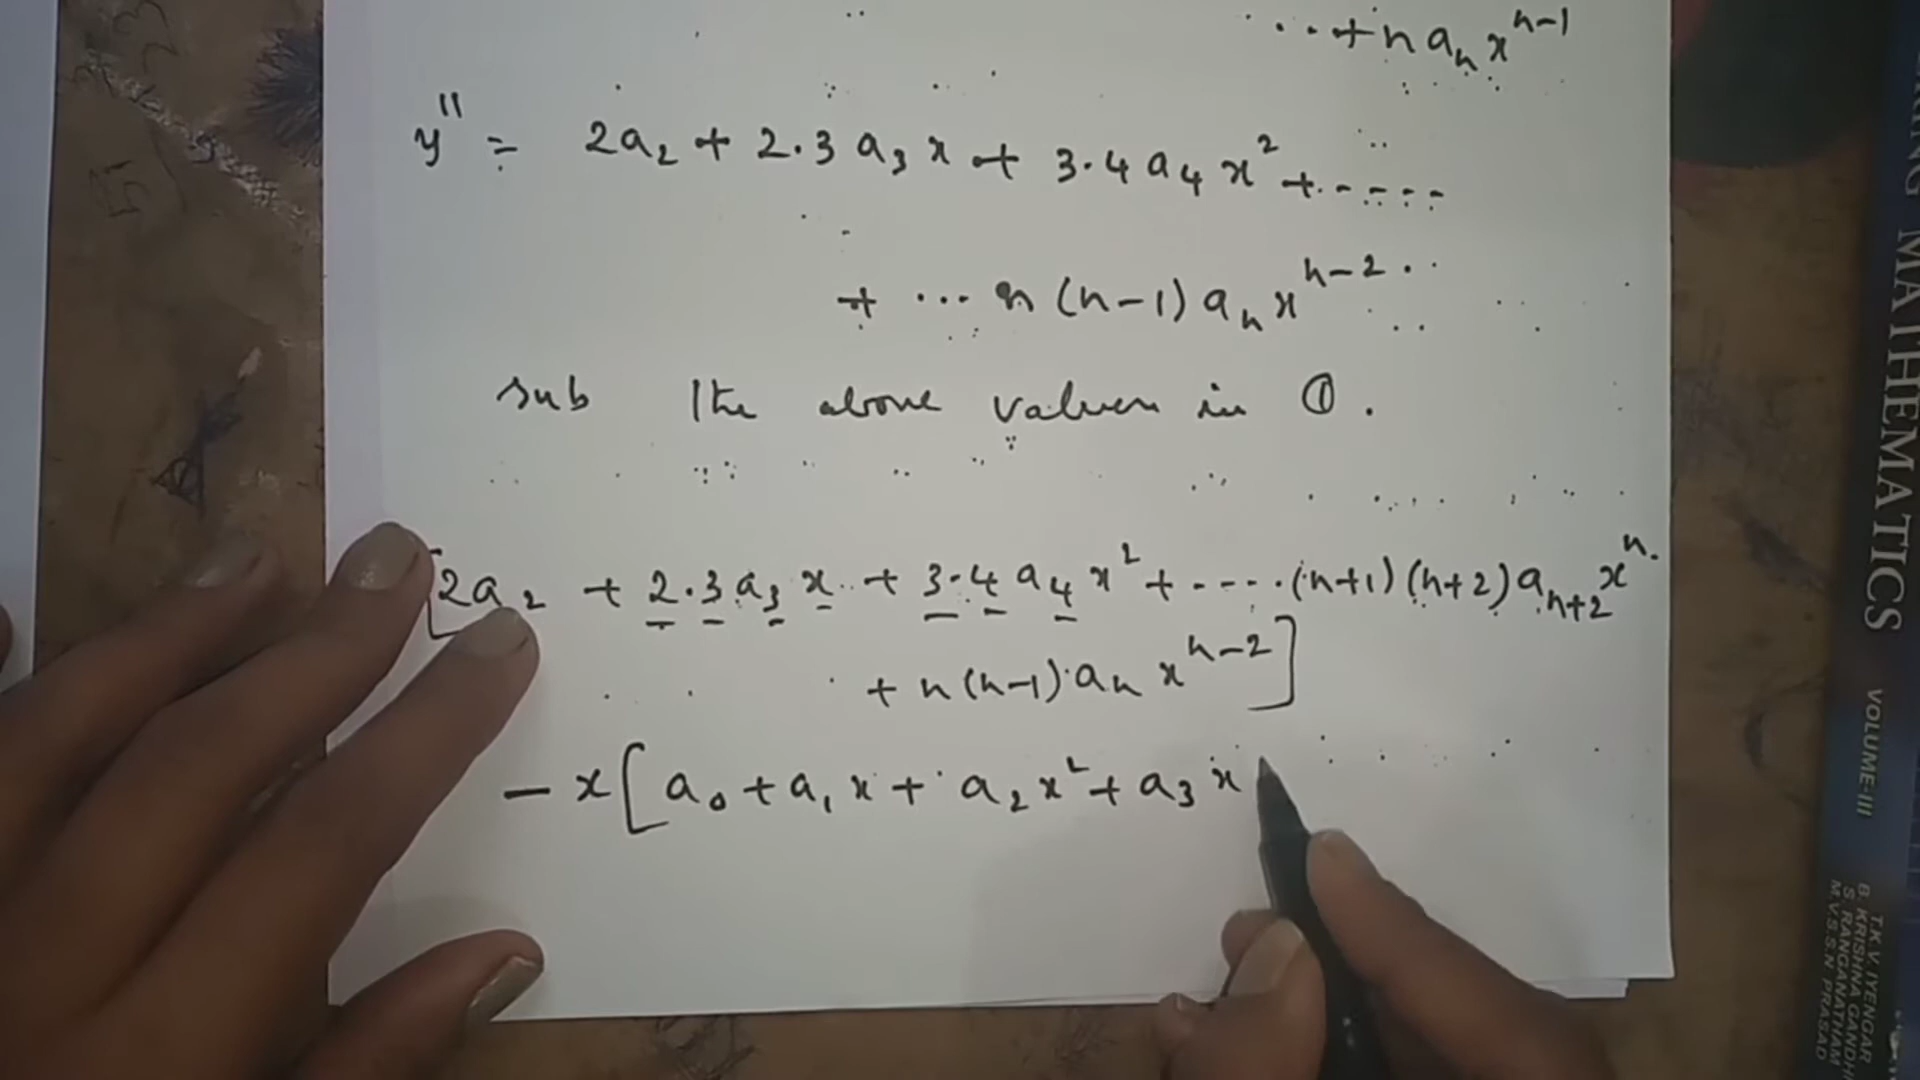 ...+ n aₙ xⁿ⁻¹
y'' = 2a₂ + 2.3 a₃ x + 3.4 a₄ x² + -----
+ ... n (n-1) aₙ xⁿ⁻²
sub the above values in ①.
[2a₂ + 2.3 a₃ x + 3.4 a₄ x² + ---- (n+1) (n+2) aₙ₊₂ xⁿ
+ n (n-1) aₙ xⁿ⁻²]
- x [a₀ + a₁ x + a₂ x² + a₃ x
MATHEMATICS VOLUME-III
T.K.V. IYENGAR
B. KRISHNA
S. RANGANATHAM
M.V.S.S.N PRASAD